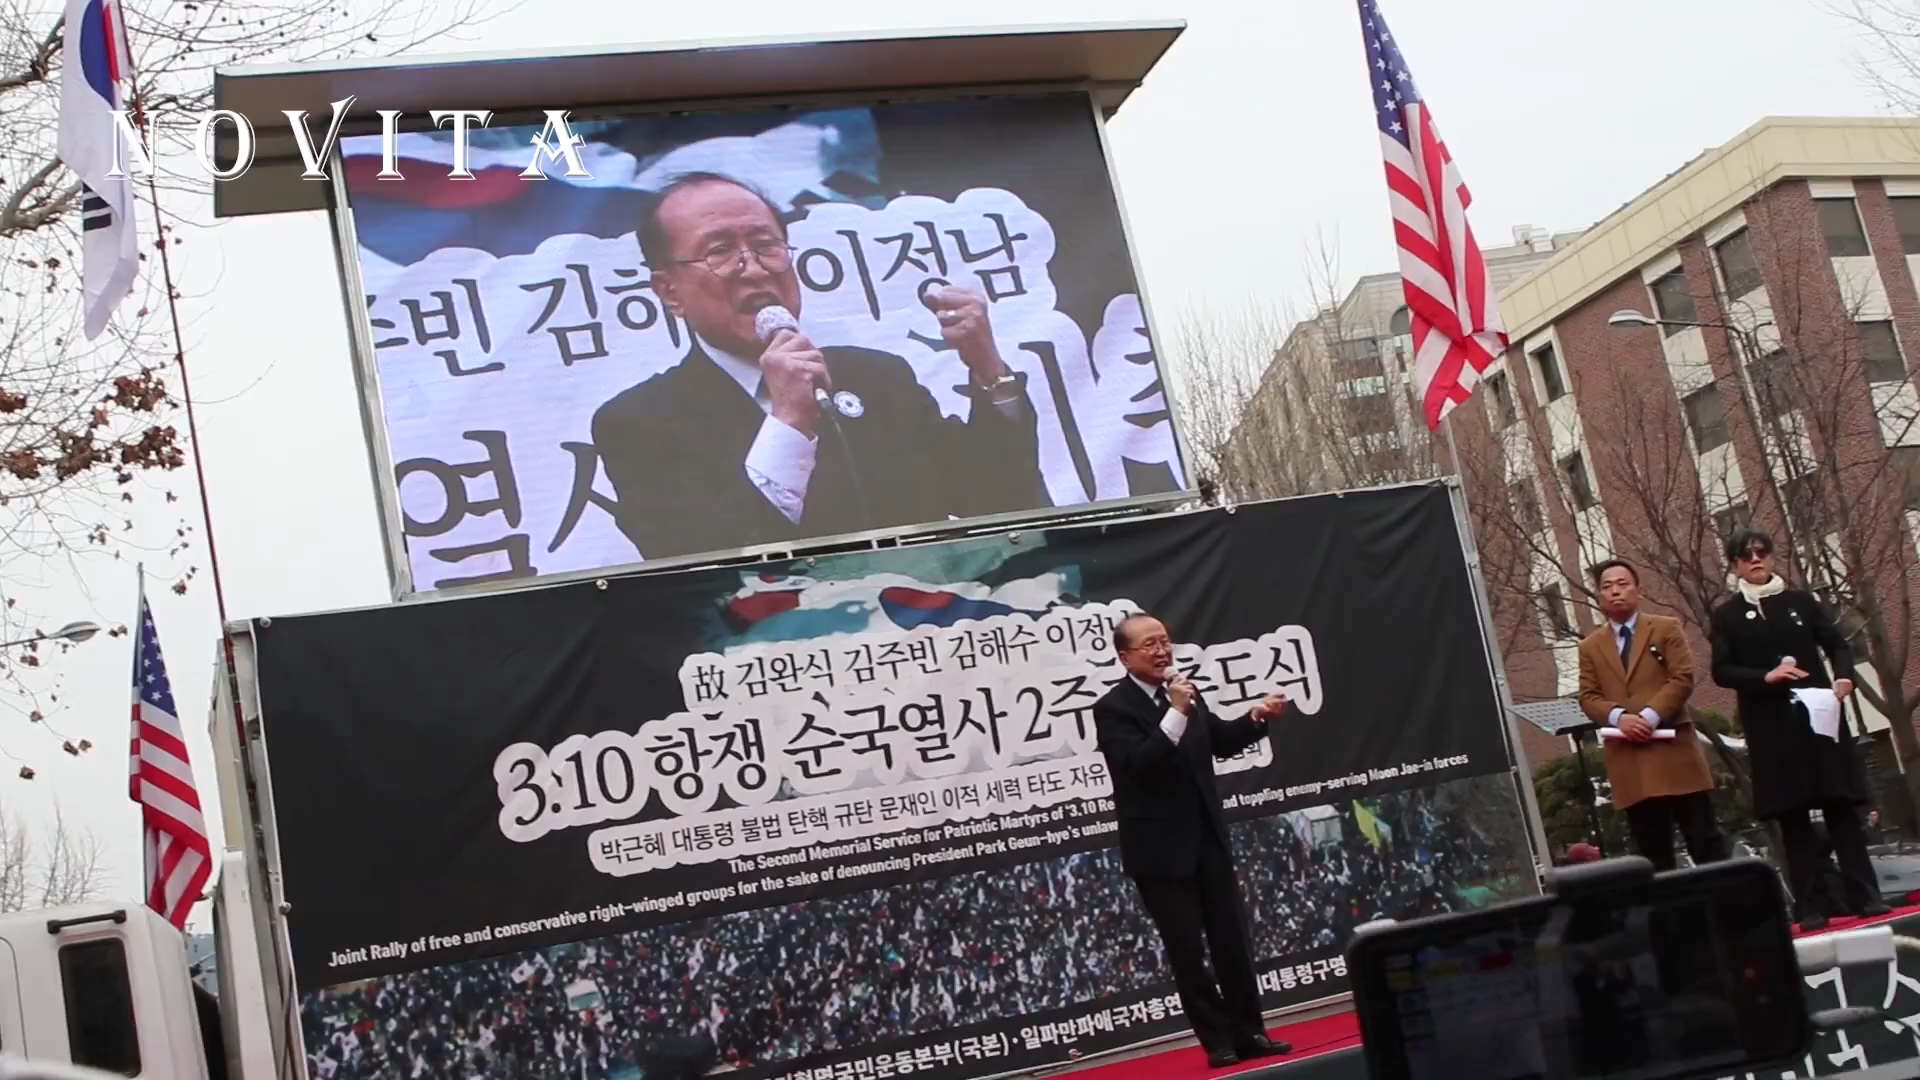 NOVITA
주빈 김해 이정남
열사
故 김완식 김주빈 김해수 이정남
3.10 항쟁 순국열사 2주기 추도식
박근혜 대통령 불법 탄핵 규탄 문재인 이적 세력 타도 자유
The Second Memorial Service for Patriotic Martyrs of '3.10 Re nd toppling enemy-serving Moon Jae-in forces
Joint Rally of free and conservative right-winged groups for the sake of denouncing President Park Geun-hye's unlaw
국민운동본부(국본)·일파만파애국자총연 대통령구명